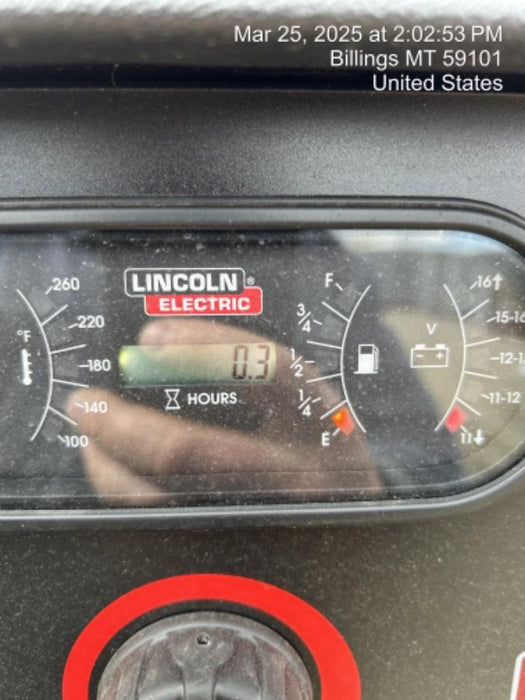 Mar 25, 2025 at 2:02:53 PM
Billings MT 59101
United States
LINCOLN ®
ELECTRIC
°F
260
220
180
140
100
0.3
HOURS
F
3/4
1/2
1/4
E
V
- +
16↑
15-16
12-1
11-12
11↓